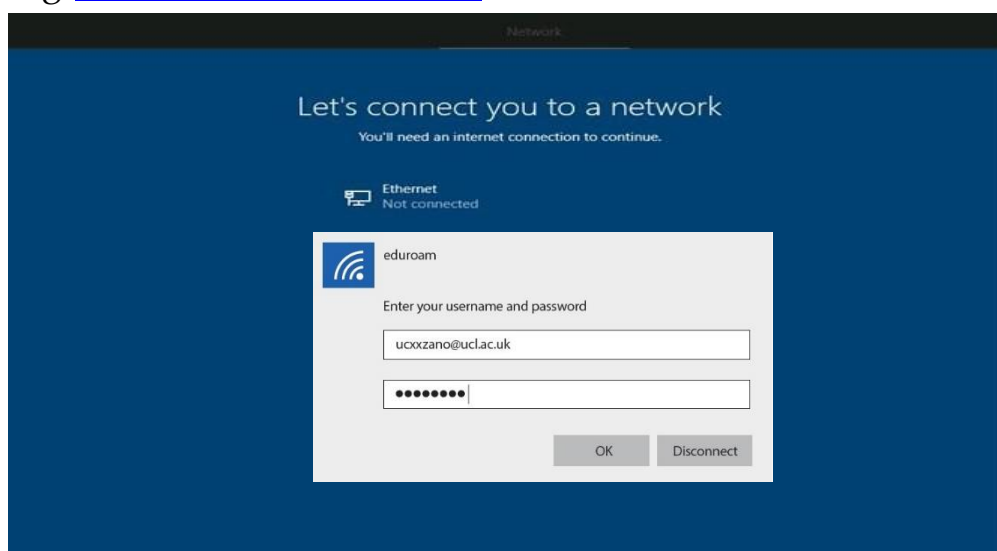 Network
Let's connect you to a network
You'll need an internet connection to continue.
Ethernet
Not connected
eduroam
Enter your username and password
ucxxzano@ucl.ac.uk
●●●●●●●●
OK Disconnect